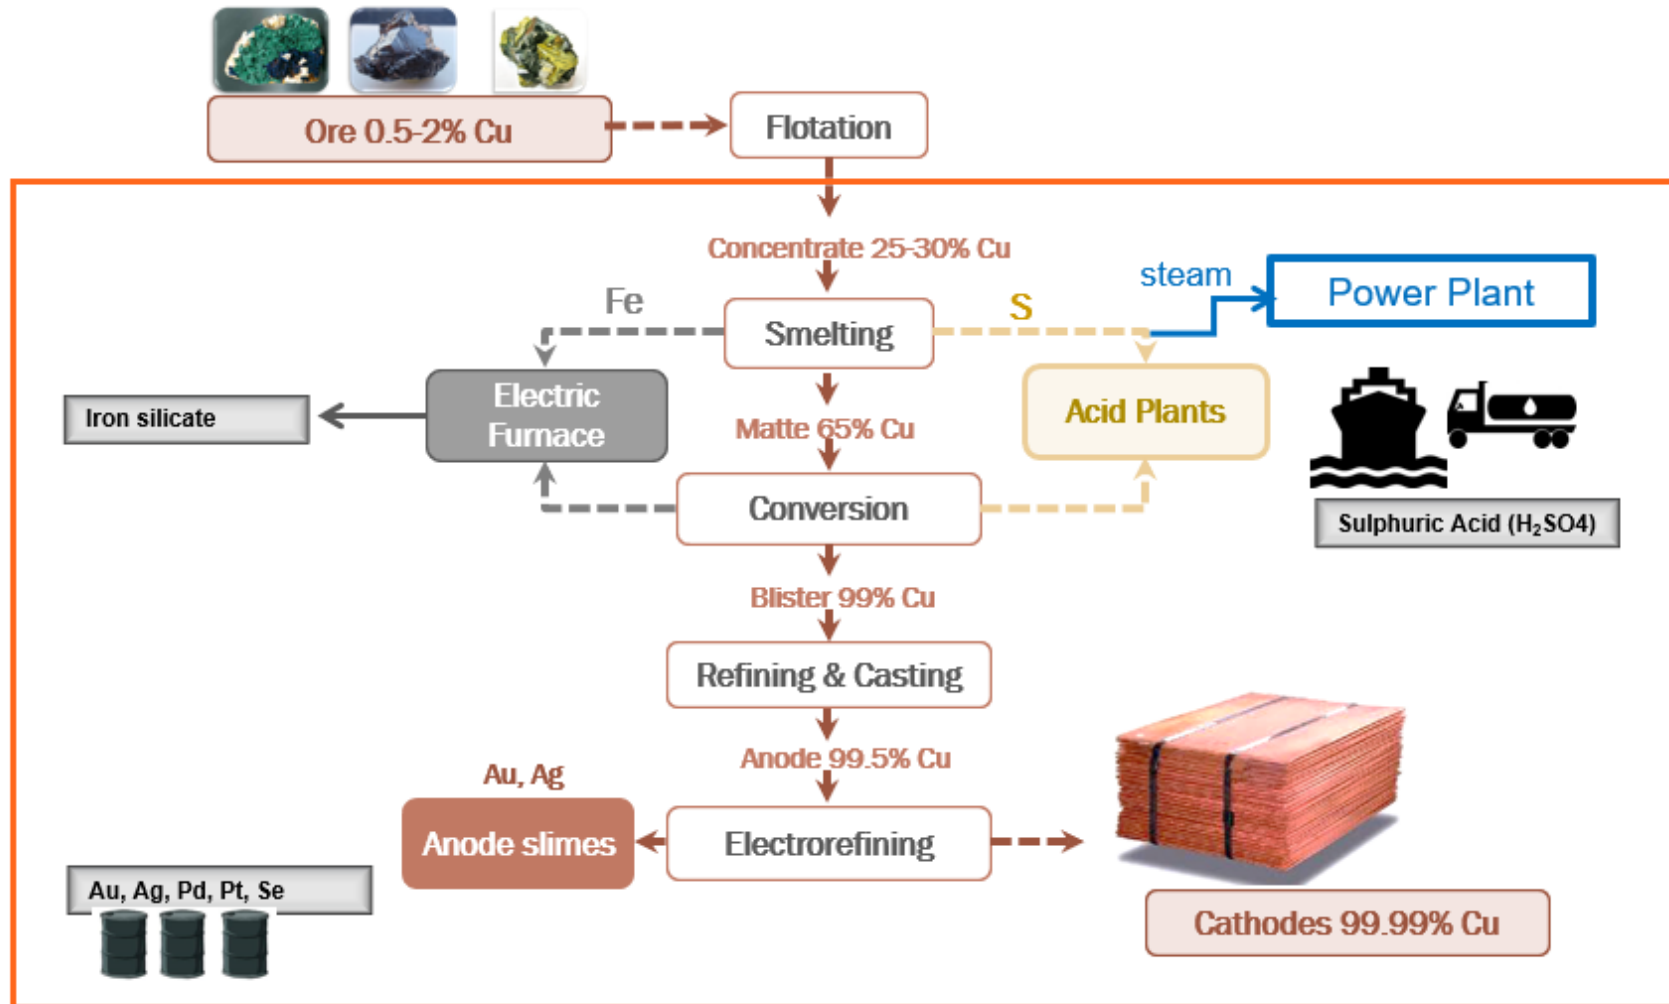 Ore 0.5-2% Cu
Flotation
Concentrate 25-30% Cu
Fe
S
steam
Power Plant
Smelting
Electric
Furnace
Iron silicate
Acid Plants
Matte 65% Cu
Conversion
Sulphuric Acid (H₂SO4)
Blister 99% Cu
Refining & Casting
Anode 99.5% Cu
Au, Ag
Anode slimes
Electrorefining
Au, Ag, Pd, Pt, Se
Cathodes 99.99% Cu